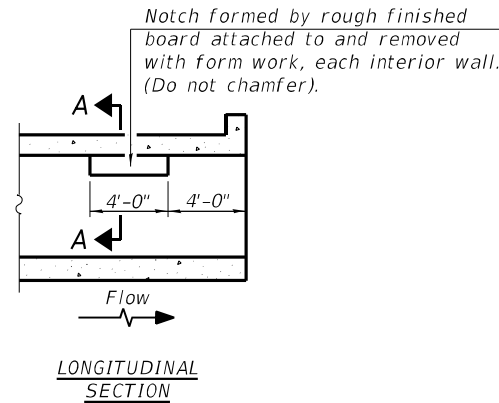 Notch formed by rough finished
board attached to and removed
with form work, each interior wall.
(Do not chamfer).
A
4'-0" 4'-0"
A
Flow
LONGITUDINAL
SECTION